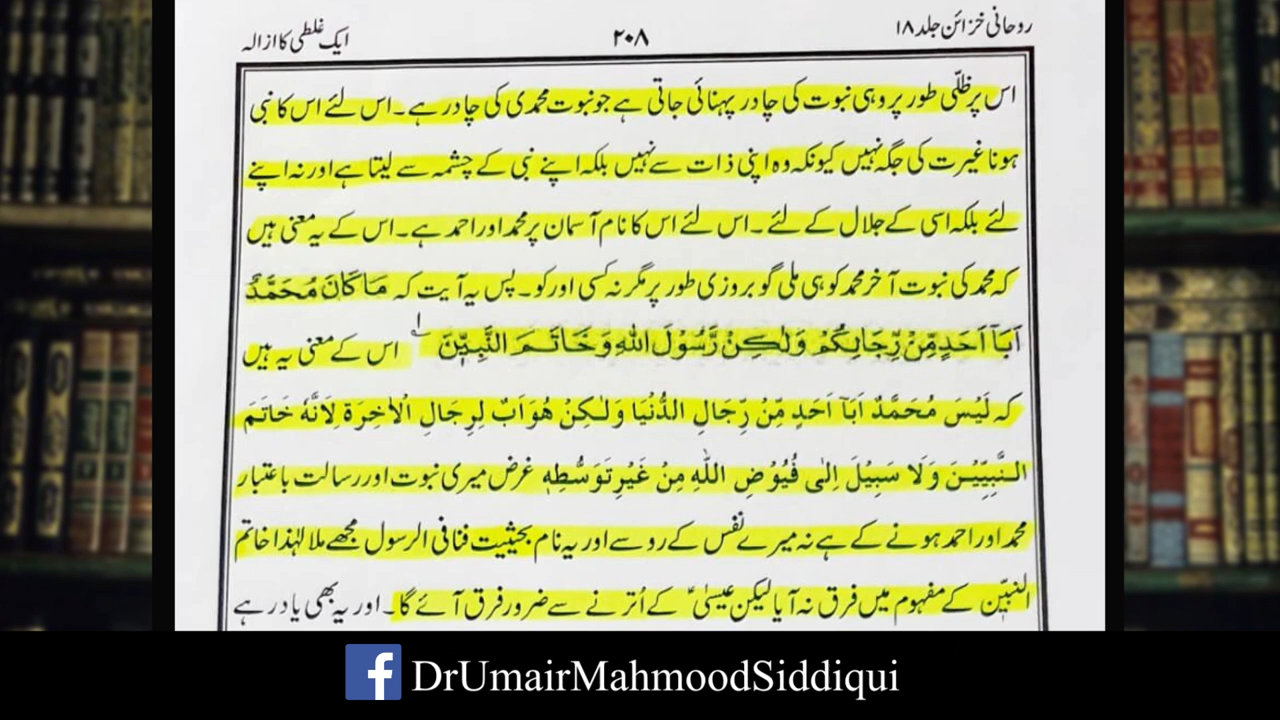 روحانی خزائن جلد ۱۸
۲۰۸
ایک غلطی کا ازالہ
اس پر ظلّی طور پر وہی نبوت کی چادر پہنائی جاتی ہے جو نبوت محمدی کی چادر ہے۔ اس لئے اس کا نبی
ہونا غیرت کی جگہ نہیں کیونکہ وہ اپنی ذات سے نہیں بلکہ اپنے نبی کے چشمہ سے لیتا ہے اور نہ اپنے
لئے بلکہ اسی کے جلال کے لئے۔ اس لئے اس کا نام آسمان پر محمد اور احمد ہے۔ اس کے یہ معنی ہیں
کہ محمد کی نبوت آخر محمد کو ہی ملی گو بروزی طور پر مگر نہ کسی اور کو۔ پس یہ آیت کہ مَا كَانَ مُحَمَّدٌ
اَبَآ اَحَدٍ مِّنْ رِّجَالِكُمْ وَلٰكِنْ رَّسُوْلَ اللّٰهِ وَخَاتَمَ النَّبِيّٖنَ ۱ اس کے معنی یہ ہیں
کہ لَيْسَ مُحَمَّدٌ اَبَآ اَحَدٍ مِّنْ رِّجَالِ الدُّنْيَا وَلٰكِنْ هُوَ اَبٌ لِرِجَالِ الْاٰخِرَةِ لِاَنَّهٗ خَاتَمَ
النَّبِيِّيْنَ وَلَا سَبِيْلَ اِلٰى فُيُوْضِ اللّٰهِ مِنْ غَيْرِ تَوَسُّطِهٖ غرض میری نبوت اور رسالت باعتبار
محمد اور احمد ہونے کے ہے نہ میرے نفس کے رو سے اور یہ نام بحیثیت فنا فی الرسول مجھے ملا لہٰذا خاتم
النبیّٖن کے مفہوم میں فرق نہ آیا لیکن عیسیٰؑ کے اُترنے سے ضرور فرق آئے گا۔ اور یہ بھی یاد رہے
DrUmairMahmoodSiddiqui